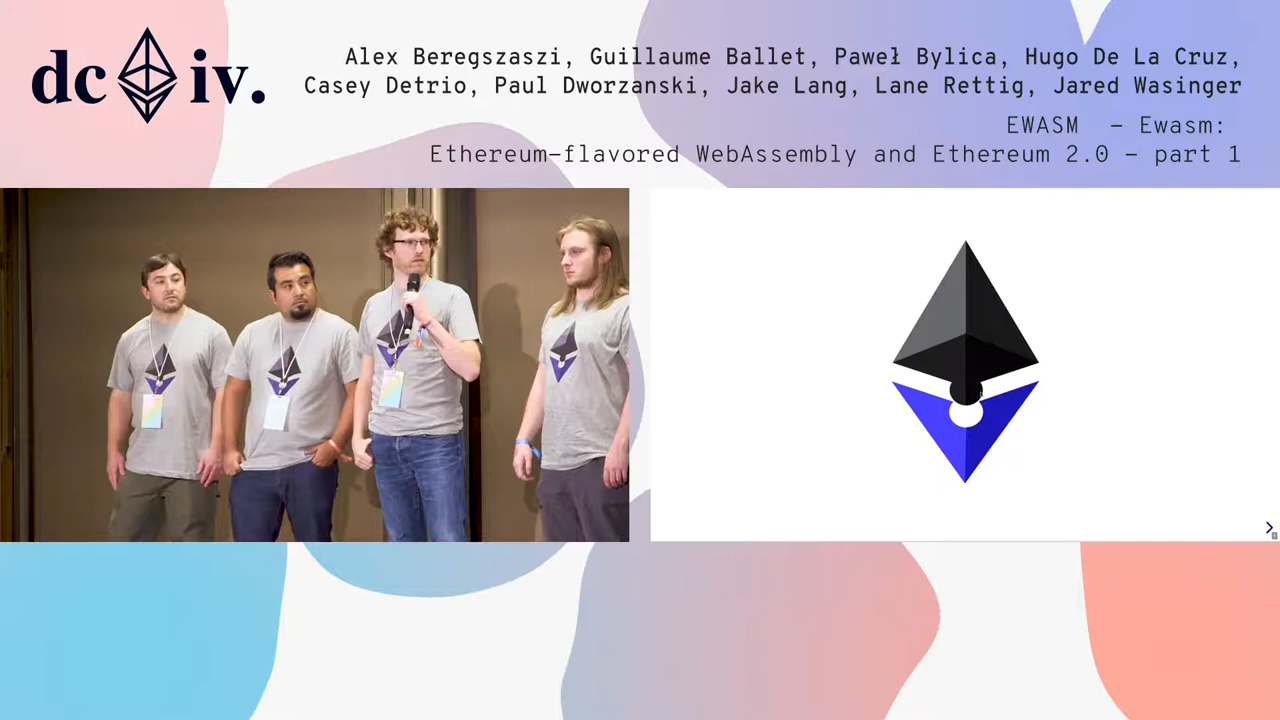 dc iv.
Alex Beregszaszi, Guillaume Ballet, Paweł Bylica, Hugo De La Cruz,
Casey Detrio, Paul Dworzanski, Jake Lang, Lane Rettig, Jared Wasinger
EWASM - Ewasm:
Ethereum-flavored WebAssembly and Ethereum 2.0 - part 1